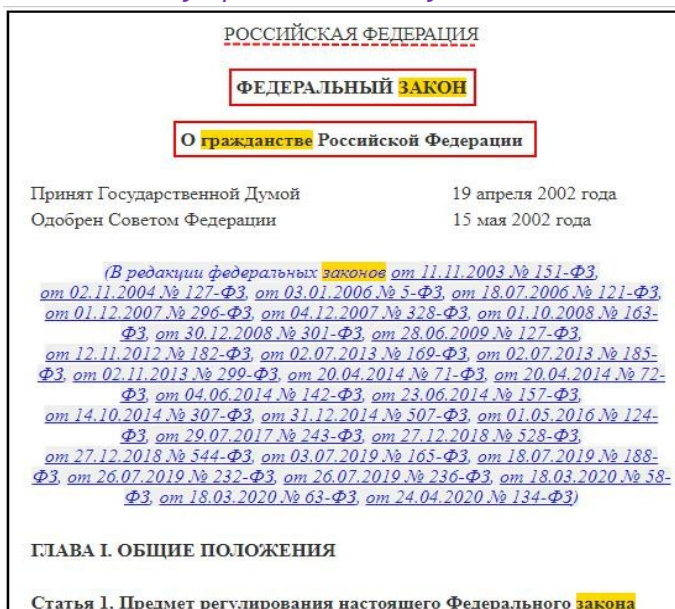 РОССИЙСКАЯ ФЕДЕРАЦИЯ
ФЕДЕРАЛЬНЫЙ ЗАКОН
О гражданстве Российской Федерации
Принят Государственной Думой 19 апреля 2002 года
Одобрен Советом Федерации 15 мая 2002 года
(В редакции федеральных законов от 11.11.2003 № 151-ФЗ,
от 02.11.2004 № 127-ФЗ, от 03.01.2006 № 5-ФЗ, от 18.07.2006 № 121-ФЗ,
от 01.12.2007 № 296-ФЗ, от 04.12.2007 № 328-ФЗ, от 01.10.2008 № 163-
ФЗ, от 30.12.2008 № 301-ФЗ, от 28.06.2009 № 127-ФЗ,
от 12.11.2012 № 182-ФЗ, от 02.07.2013 № 169-ФЗ, от 02.07.2013 № 185-
ФЗ, от 02.11.2013 № 299-ФЗ, от 20.04.2014 № 71-ФЗ, от 20.04.2014 № 72-
ФЗ, от 04.06.2014 № 142-ФЗ, от 23.06.2014 № 157-ФЗ,
от 14.10.2014 № 307-ФЗ, от 31.12.2014 № 507-ФЗ, от 01.05.2016 № 124-
ФЗ, от 29.07.2017 № 243-ФЗ, от 27.12.2018 № 528-ФЗ,
от 27.12.2018 № 544-ФЗ, от 03.07.2019 № 165-ФЗ, от 18.07.2019 № 188-
ФЗ, от 26.07.2019 № 232-ФЗ, от 26.07.2019 № 236-ФЗ, от 18.03.2020 № 58-
ФЗ, от 18.03.2020 № 63-ФЗ, от 24.04.2020 № 134-ФЗ)
ГЛАВА I. ОБЩИЕ ПОЛОЖЕНИЯ
Статья 1. Предмет регулирования настоящего Федерального закона